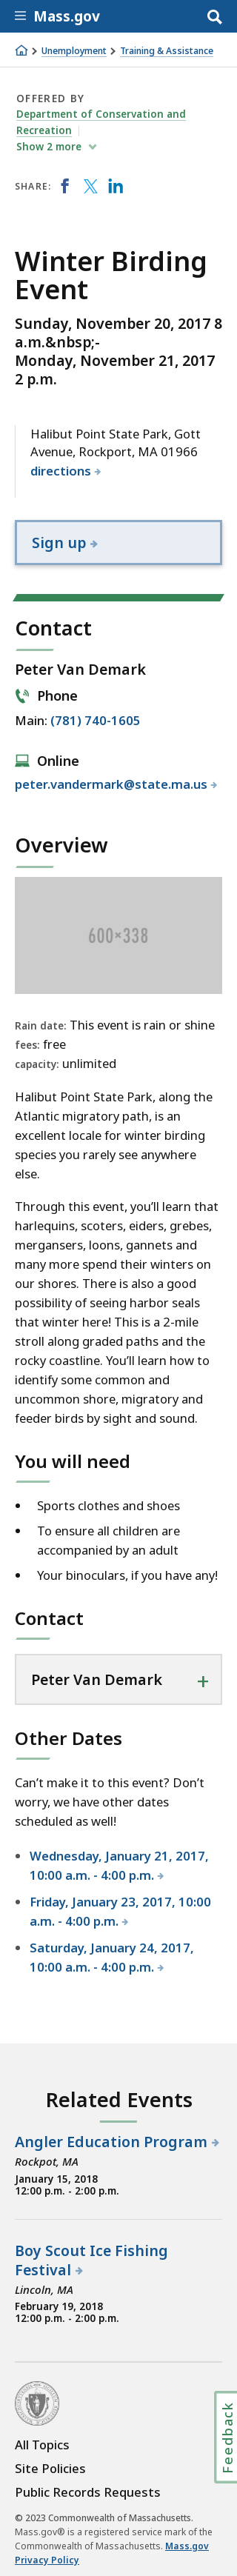 Mass.gov
Unemployment
Training & Assistance
OFFERED BY
Department of Conservation and
Recreation
Show 2 more
SHARE:
Winter Birding
Event
Sunday, November 20, 2017 8
a.m.&nbsp;-
Monday, November 21, 2017
2 p.m.
Halibut Point State Park, Gott
Avenue, Rockport, MA 01966
directions
Sign up
Contact
Peter Van Demark
Phone
Main: (781) 740-1605
Online
peter.vandermark@state.ma.us
Overview
600×338
Rain date: This event is rain or shine
fees: free
capacity: unlimited
Halibut Point State Park, along the
Atlantic migratory path, is an
excellent locale for winter birding
species you rarely see anywhere
else.
Through this event, you’ll learn that
harlequins, scoters, eiders, grebes,
mergansers, loons, gannets and
many more spend their winters on
our shores. There is also a good
possibility of seeing harbor seals
that winter here! This is a 2-mile
stroll along graded paths and the
rocky coastline. You’ll learn how to
identify some common and
uncommon shore, migratory and
feeder birds by sight and sound.
You will need
Sports clothes and shoes
To ensure all children are
accompanied by an adult
Your binoculars, if you have any!
Contact
Peter Van Demark +
Other Dates
Can’t make it to this event? Don’t
worry, we have other dates
scheduled as well!
Wednesday, January 21, 2017,
10:00 a.m. - 4:00 p.m.
Friday, January 23, 2017, 10:00
a.m. - 4:00 p.m.
Saturday, January 24, 2017,
10:00 a.m. - 4:00 p.m.
Related Events
Angler Education Program
Rockpot, MA
January 15, 2018
12:00 p.m. - 2:00 p.m.
Boy Scout Ice Fishing
Festival
Lincoln, MA
February 19, 2018
12:00 p.m. - 2:00 p.m.
Feedback
All Topics
Site Policies
Public Records Requests
© 2023 Commonwealth of Massachusetts.
Mass.gov® is a registered service mark of the
Commonwealth of Massachusetts. Mass.gov
Privacy Policy